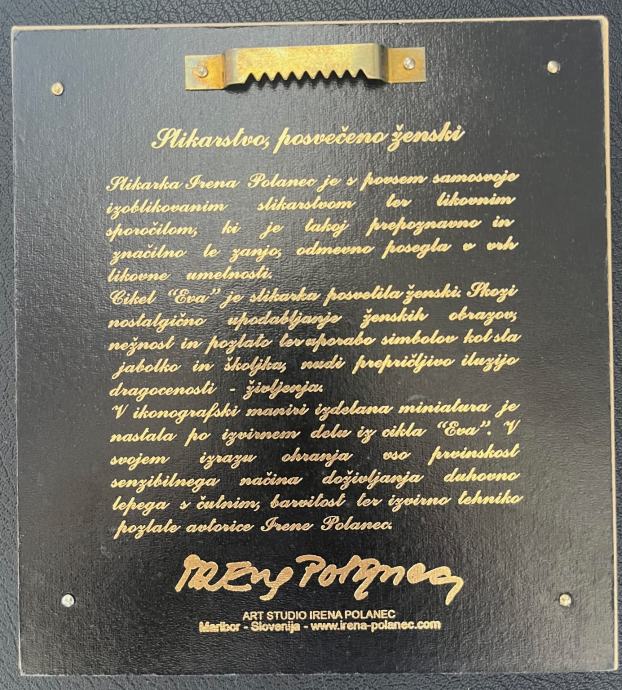 Slikarstvo, posvečeno ženski
Slikarka Irena Polanec je s povsem samosvoje
izoblikovanim slikarstvom ter likovnim
sporočilom, ki je takoj prepoznavno in
značilno le zanjo, odmevno posegla v vrh
likovne umetnosti.
Cikel "Eva" je slikarka posvetila ženski. Skozi
nostalgično upodabljanje ženskih obrazov,
nežnost in pozlato ter uporabo simbolov kot sta
jabolko in školjka, nudi prepričljivo iluzijo
dragocenosti - življenja.
V ikonografski maniri izdelana miniatura je
nastala po izvirnem delu iz cikla "Eva". V
svojem izrazu ohranja vso prvinskost
senzibilnega načina doživljanja duhovno
lepega s čutnim, barvitost ter izvirno tehniko
pozlate avtorice Irene Polanec.
Irena Polanec
ART STUDIO IRENA POLANEC
Maribor - Slovenija - www.irena-polanec.com